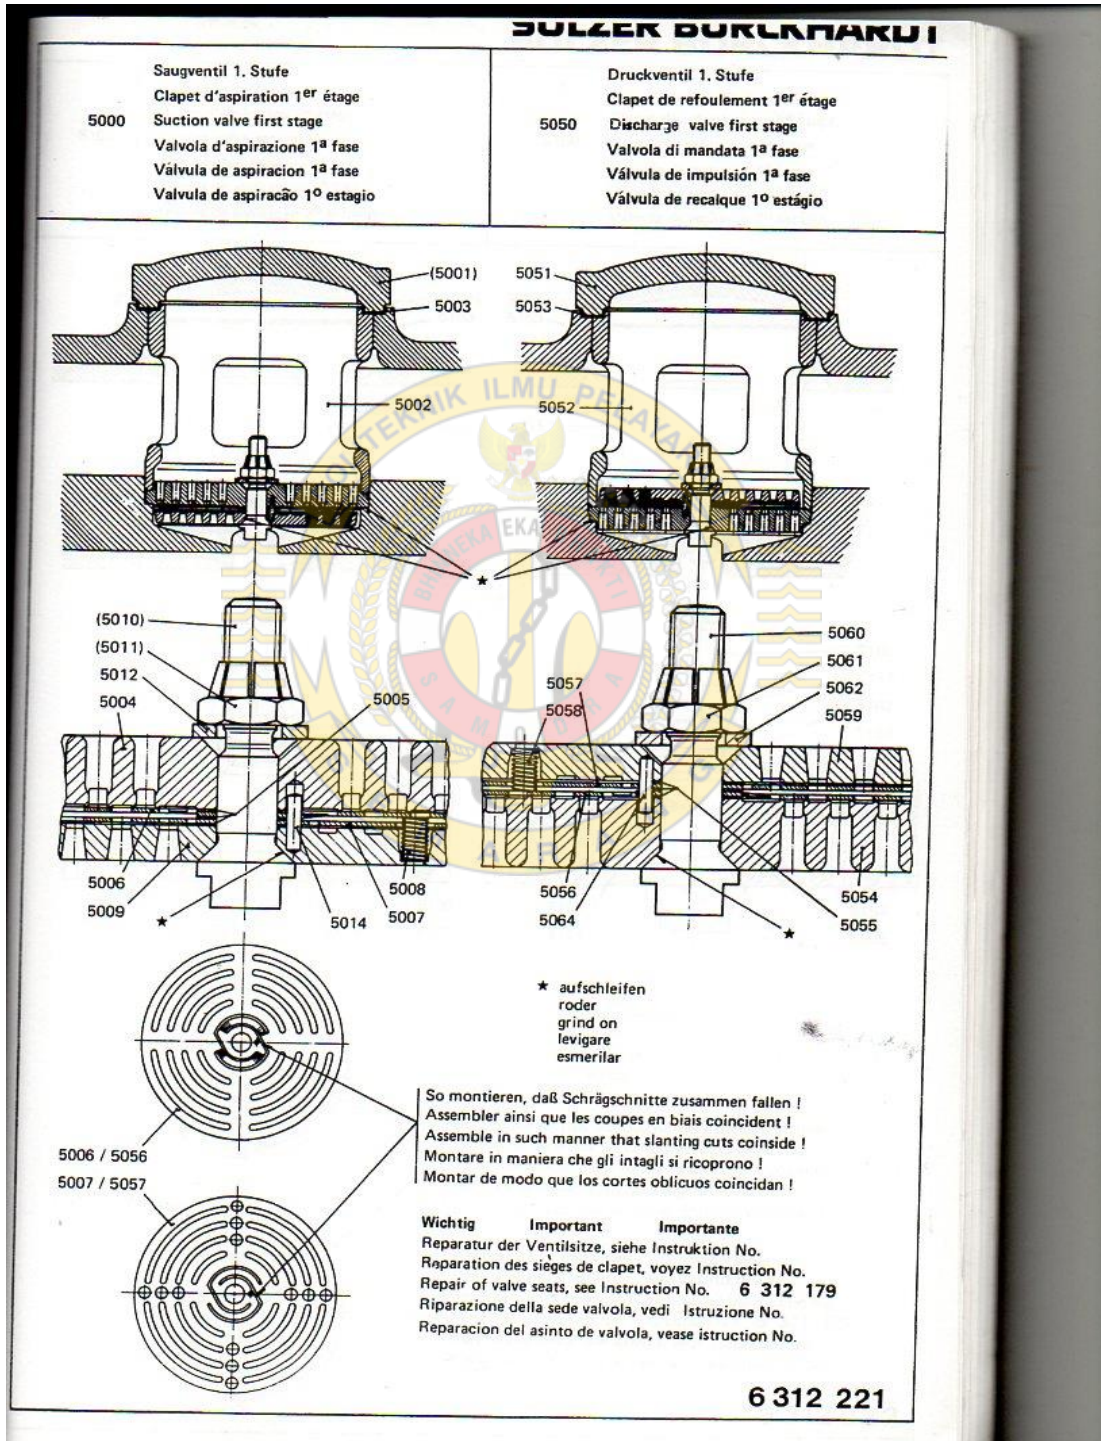 SULZER BURCKHARDT
5000
Saugventil 1. Stufe
Clapet d'aspiration 1er étage
Suction valve first stage
Valvola d'aspirazione 1a fase
Válvula de aspiracion 1a fase
Valvula de aspiracão 1o estagio
5050
Druckventil 1. Stufe
Clapet de refoulement 1er étage
Discharge valve first stage
Valvola di mandata 1a fase
Válvula de impulsión 1a fase
Válvula de recalque 1o estágio
(5001)
5003
5002
5051
5053
5052
★
(5010)
(5011)
5012
5004
5005
5006
5009
★
5014
5007
5008
5057
5058
5060
5061
5062
5059
5056
5064
5054
5055
★
POLITEKNIK ILMU PELAYARAN
BHINEKA EKA BHAKTI
SAMUDRA
SEMARANG
★ aufschleifen
roder
grind on
levigare
esmerilar
So montieren, daß Schrägschnitte zusammen fallen !
Assembler ainsi que les coupes en biais coincident !
Assemble in such manner that slanting cuts coinside !
Montare in maniera che gli intagli si ricoprono !
Montar de modo que los cortes oblicuos coincidan !
5006 / 5056
5007 / 5057
Wichtig Important Importante
Reparatur der Ventilsitze, siehe Instruktion No.
Reparation des sièges de clapet, voyez Instruction No.
Repair of valve seats, see Instruction No. 6 312 179
Riparazione della sede valvola, vedi Istruzione No.
Reparacion del asinto de valvola, vease istruction No.
6 312 221